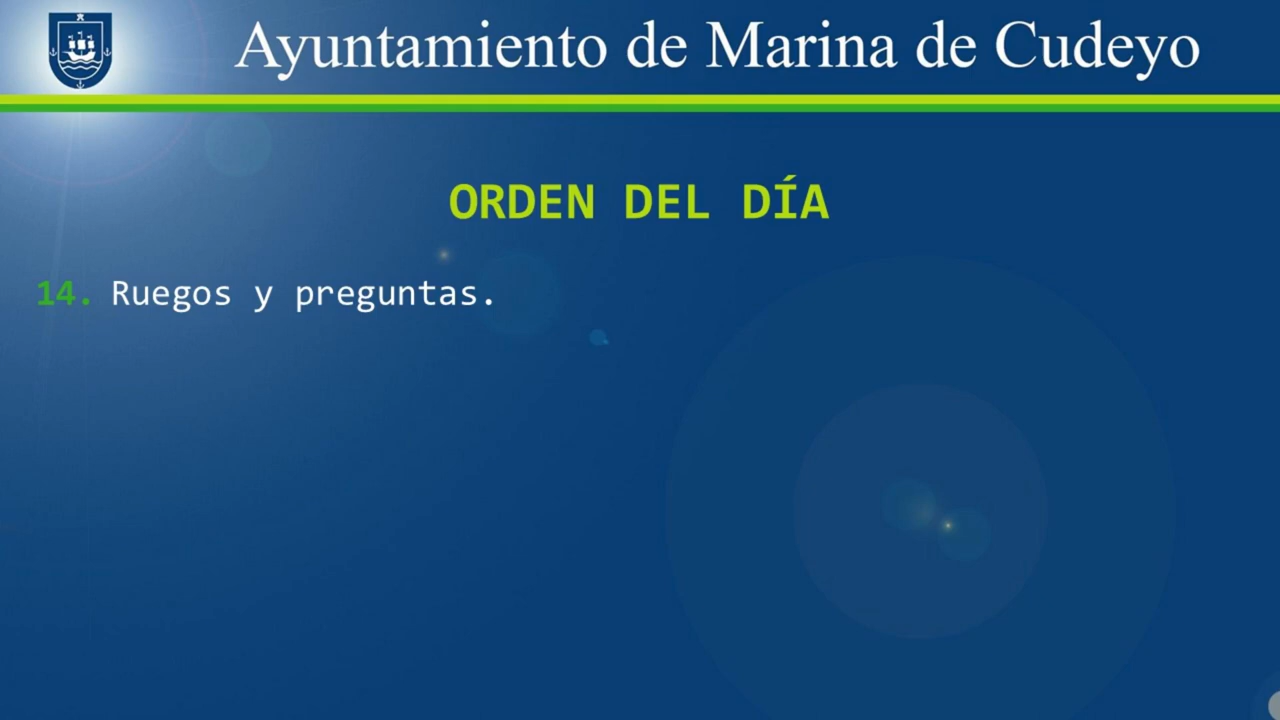 Ayuntamiento de Marina de Cudeyo
ORDEN DEL DÍA
14. Ruegos y preguntas.